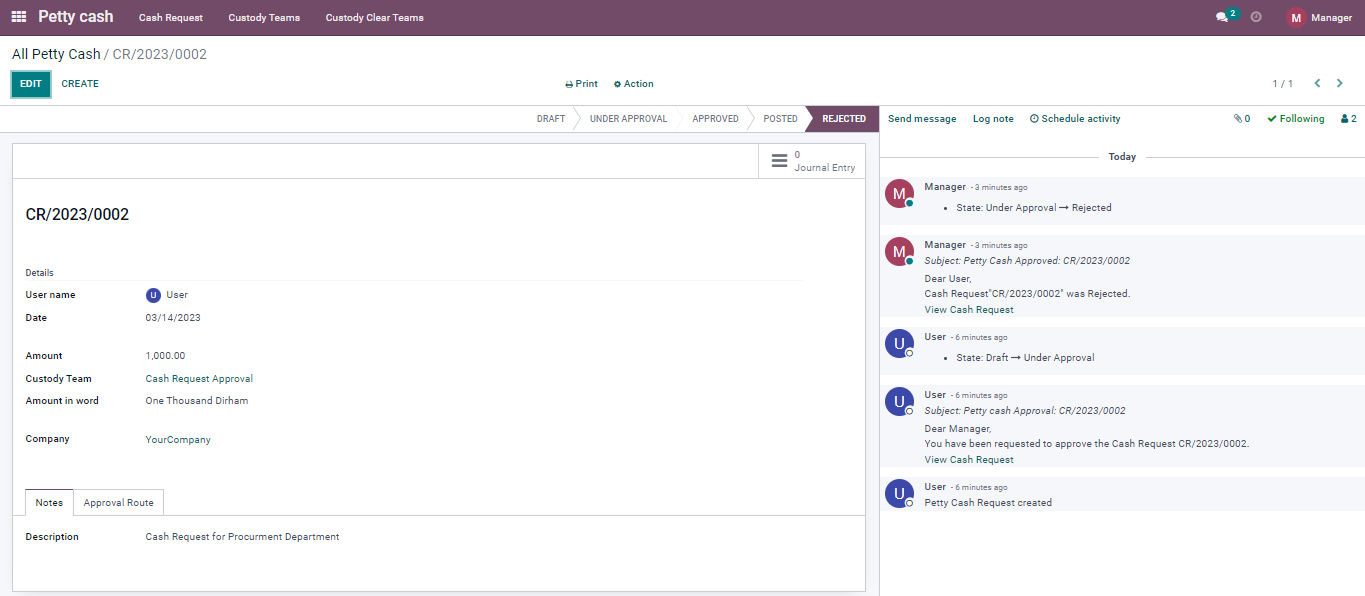 Petty cash Cash Request Custody Teams Custody Clear Teams 2 M Manager
All Petty Cash / CR/2023/0002
EDIT CREATE Print Action 1 / 1
DRAFT UNDER APPROVAL APPROVED POSTED REJECTED
0
Journal Entry
CR/2023/0002
Details
User name U User
Date 03/14/2023
Amount 1,000.00
Custody Team Cash Request Approval
Amount in word One Thousand Dirham
Company YourCompany
Notes Approval Route
Description Cash Request for Procurment Department
Send message Log note Schedule activity 0 Following 2
Today
M Manager - 3 minutes ago
• State: Under Approval → Rejected
M Manager - 3 minutes ago
Subject: Petty Cash Approved: CR/2023/0002
Dear User,
Cash Request"CR/2023/0002" was Rejected.
View Cash Request
U User - 6 minutes ago
• State: Draft → Under Approval
U User - 6 minutes ago
Subject: Petty cash Approval: CR/2023/0002
Dear Manager,
You have been requested to approve the Cash Request CR/2023/0002.
View Cash Request
U User - 6 minutes ago
Petty Cash Request created